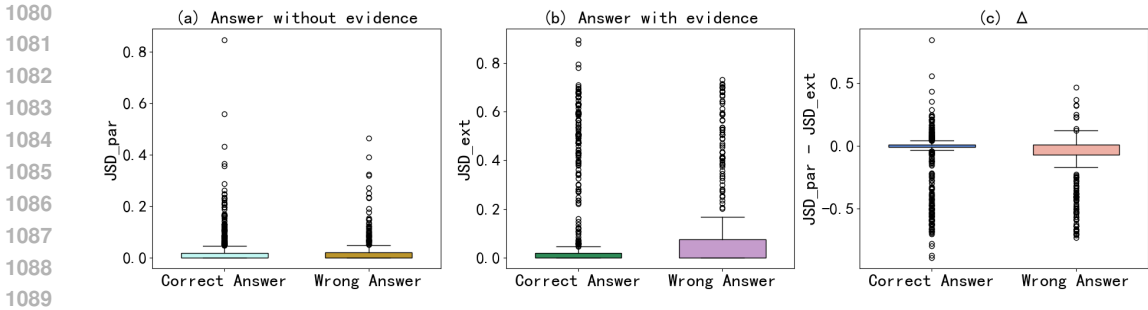 1080
1081
1082
1083
1084
1085
1086
1087
1088
1089
(a) Answer without evidence
JSD_par
0.8
0.6
0.4
0.2
0.0
Correct Answer
Wrong Answer
(b) Answer with evidence
JSD_ext
0.8
0.6
0.4
0.2
0.0
Correct Answer
Wrong Answer
(c) Δ
JSD_par - JSD_ext
0.5
0.0
−0.5
Correct Answer
Wrong Answer